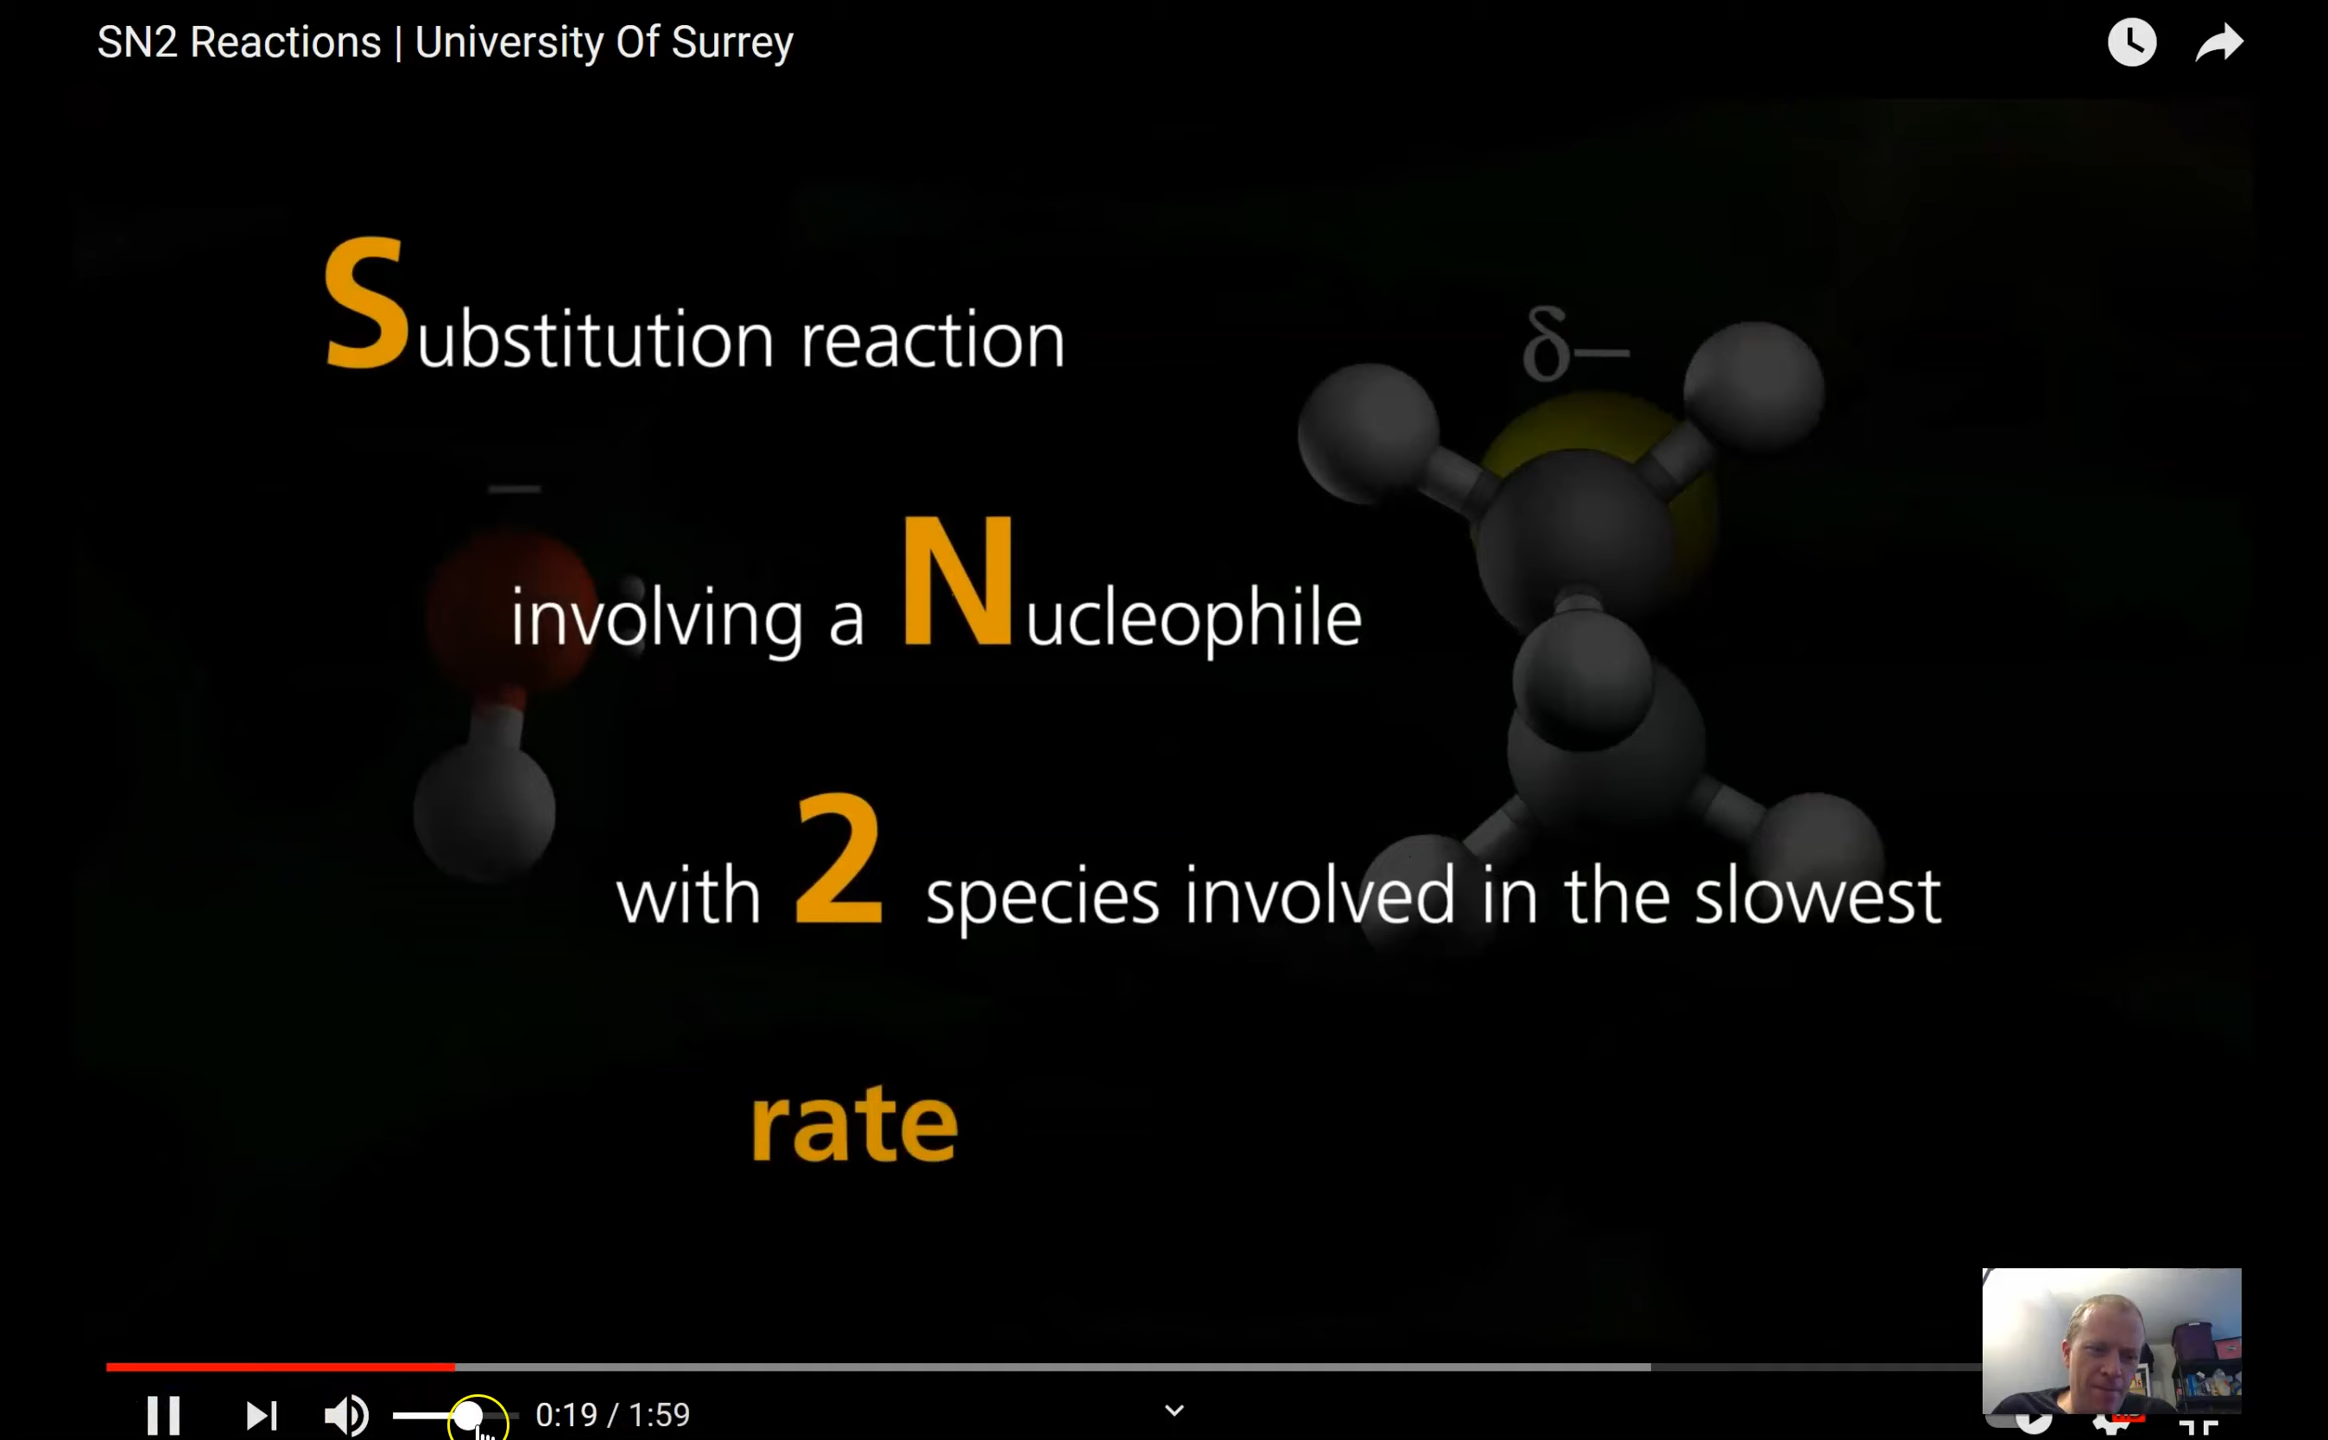 SN2 Reactions | University Of Surrey
δ–
Substitution reaction
–
involving a Nucleophile
with 2 species involved in the slowest
rate
0:19 / 1:59